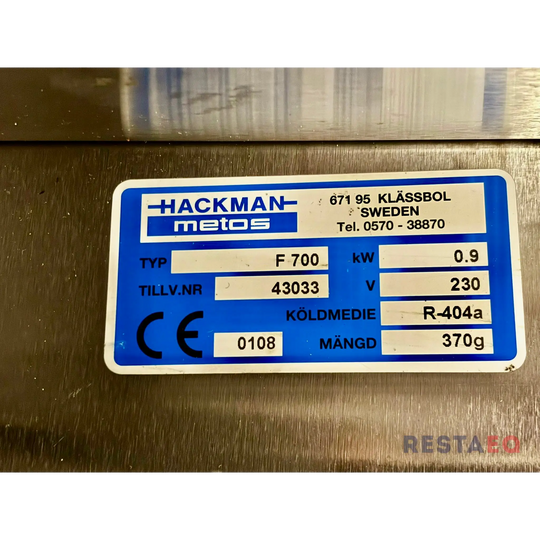 HACKMAN
metos
671 95 KLÄSSBOL
SWEDEN
Tel. 0570 - 38870
TYP F 700 kW 0.9
TILLV.NR 43033 V 230
KÖLDMEDIE R-404a
CE 0108 MÄNGD 370g
RESTAEO